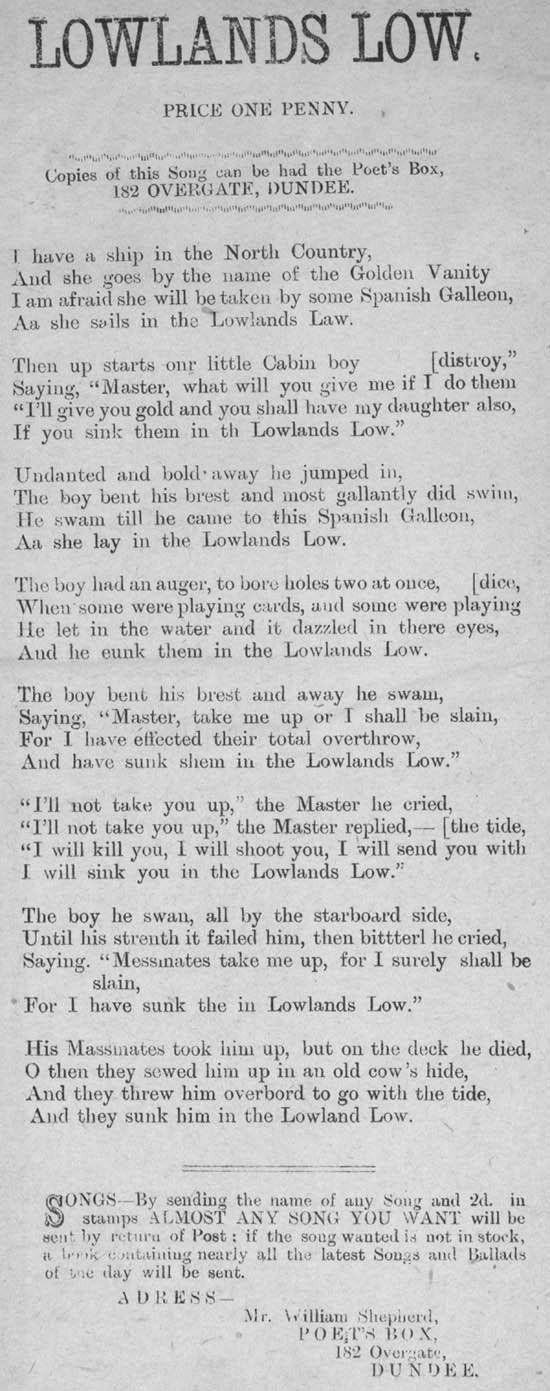 LOWLANDS LOW.
PRICE ONE PENNY.
Copies of this Song can be had the Poet's Box,
182 OVERGATE, DUNDEE.
I have a ship in the North Country,
And she goes by the name of the Golden Vanity
I am afraid she will be taken by some Spanish Galleon,
Aa she sails in the Lowlands Law.
Then up starts onr little Cabin boy [distroy,"
Saying, "Master, what will you give me if I do them
"I'll give you gold and you shall have my daughter also,
If you sink them in th Lowlands Low."
Undanted and bold away he jumped in,
The boy bent his brest and most gallantly did swim,
He swam till he came to this Spanish Galleon,
Aa she lay in the Lowlands Low.
The boy had an auger, to bore holes two at once, [dice,
When some were playing cards, and some were playing
He let in the water and it dazzled in there eyes,
And he eunk them in the Lowlands Low.
The boy bent his brest and away he swam,
Saying, "Master, take me up or I shall be slain,
For I have effected their total overthrow,
And have sunk shem in the Lowlands Low."
"I'll not take you up," the Master he cried,
"I'll not take you up," the Master replied,— [the tide,
"I will kill you, I will shoot you, I will send you with
I will sink you in the Lowlands Low."
The boy he swan, all by the starboard side,
Until his strenth it failed him, then bittterl he cried,
Saying. "Messmates take me up, for I surely shall be
slain,
For I have sunk the in Lowlands Low."
His Massmates took him up, but on the deck he died,
O then they sewed him up in an old cow's hide,
And they threw him overbord to go with the tide,
And they sunk him in the Lowland Low.
SONGS—By sending the name of any Song and 2d. in
stamps ALMOST ANY SONG YOU WANT will be
sent by return of Post; if the song wanted is not in stock,
a book containing nearly all the latest Songs and Ballads
of the day will be sent.
ADRESS—
Mr. William Shepherd,
POET'S BOX,
182 Overgate,
DUNDEE.